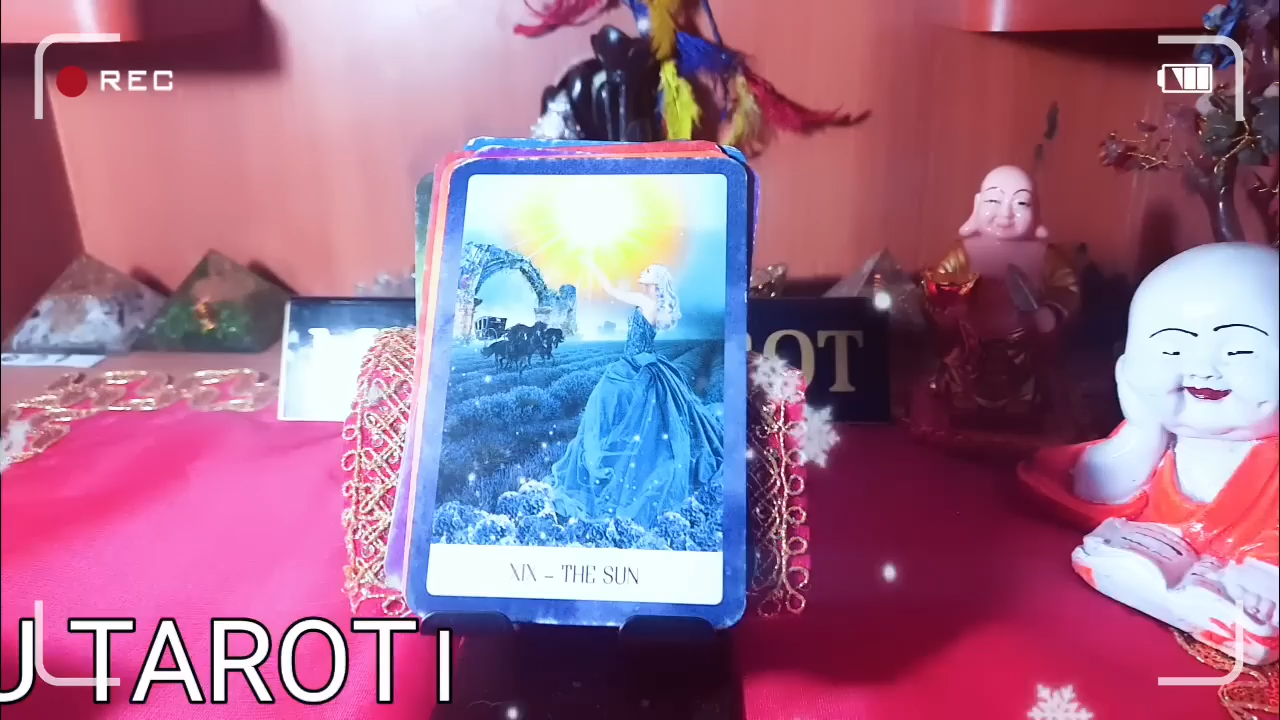 REC
OT
XIX – THE SUN
U TAROTI